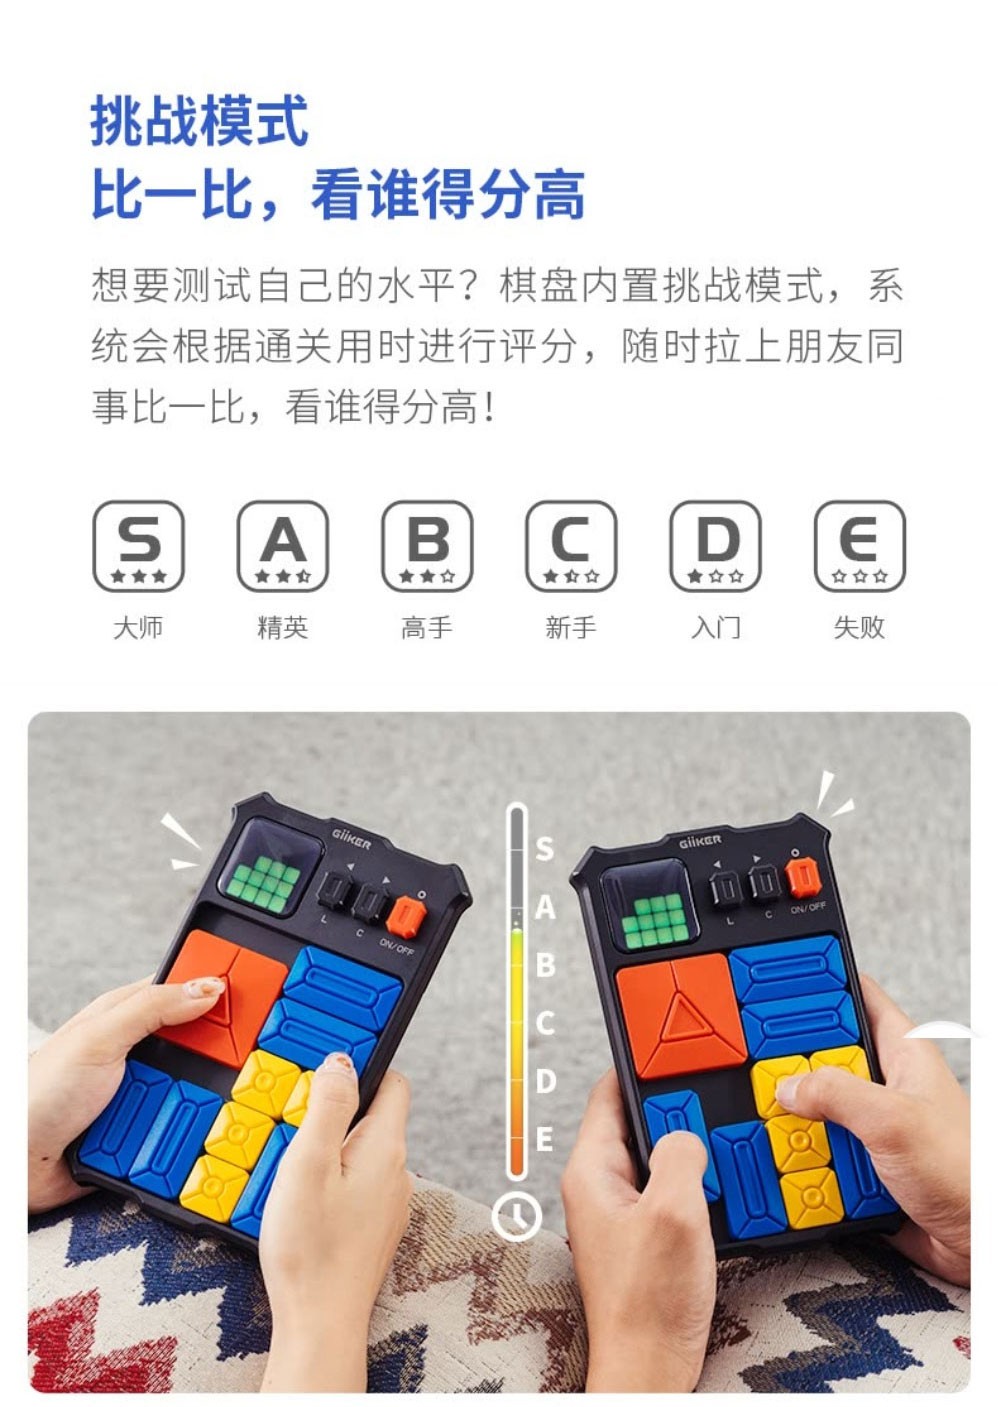 挑战模式
比一比，看谁得分高
想要测试自己的水平？棋盘内置挑战模式，系
统会根据通关用时进行评分，随时拉上朋友同
事比一比，看谁得分高！
S A B C D E
大师 精英 高手 新手 入门 失败
GiiKER
L C ON/OFF
S
A
B
C
D
E
GiiKER
L C ON/OFF